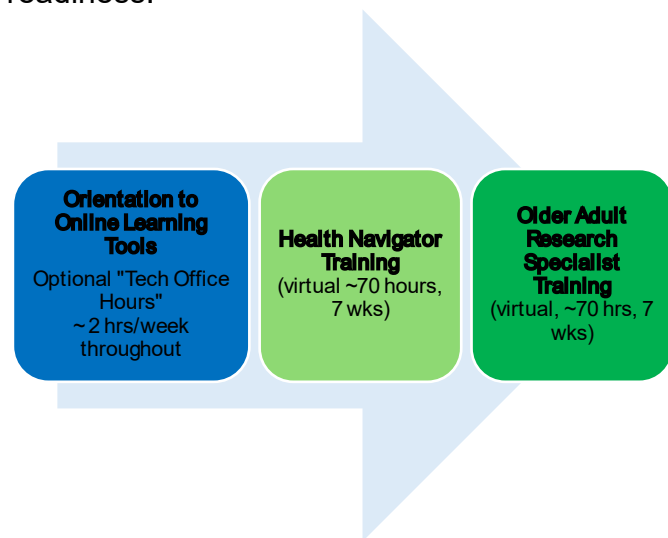 readiness.
Orientation to
Online Learning
Tools
Optional "Tech Office
Hours"
~ 2 hrs/week
throughout
Health Navigator
Training
(virtual ~70 hours,
7 wks)
Older Adult
Research
Specialist
Training
(virtual, ~70 hrs, 7
wks)